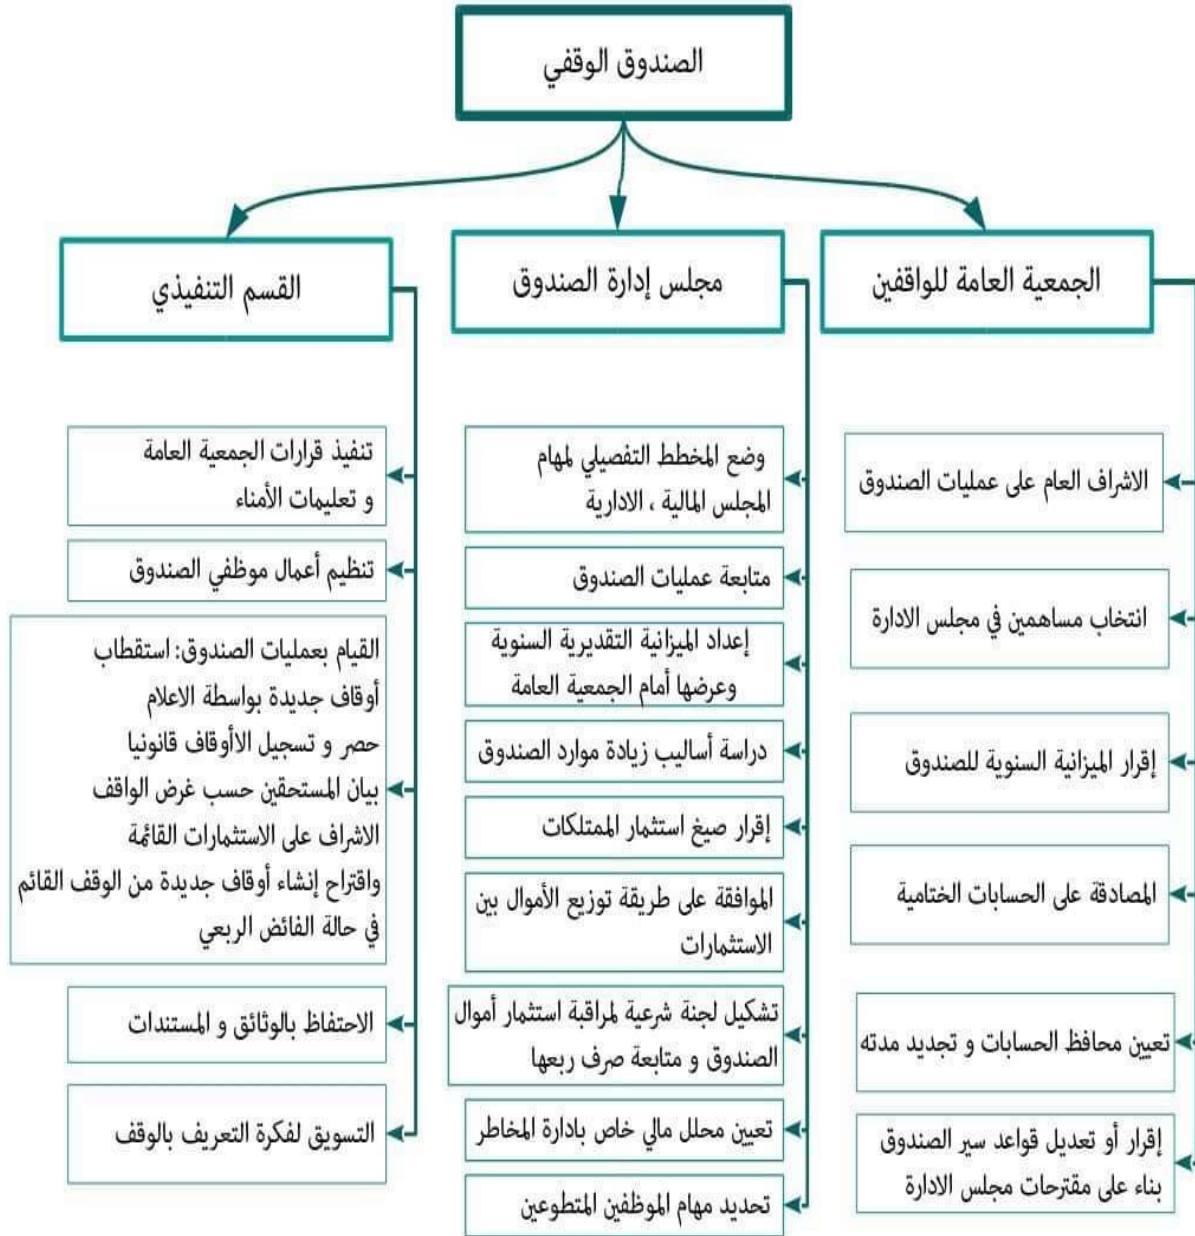 الصندوق الوقفي
الجمعية العامة للواقفين
الاشراف العام على عمليات الصندوق
انتخاب مساهمين في مجلس الادارة
إقرار الميزانية السنوية للصندوق
المصادقة على الحسابات الختامية
تعيين محافظ الحسابات و تجديد مدته
إقرار أو تعديل قواعد سير الصندوق
بناء على مقترحات مجلس الادارة
مجلس إدارة الصندوق
وضع المخطط التفصيلي لمهام
المجلس المالية ، الادارية
متابعة عمليات الصندوق
إعداد الميزانية التقديرية السنوية
وعرضها أمام الجمعية العامة
دراسة أساليب زيادة موارد الصندوق
إقرار صيغ استثمار الممتلكات
الموافقة على طريقة توزيع الأموال بين
الاستثمارات
تشكيل لجنة شرعية لمراقبة استثمار أموال
الصندوق و متابعة صرف ربعها
تعيين محلل مالي خاص بادارة المخاطر
تحديد مهام الموظفين المتطوعين
القسم التنفيذي
تنفيذ قرارات الجمعية العامة
و تعليمات الأمناء
تنظيم أعمال موظفي الصندوق
القيام بعمليات الصندوق: استقطاب
أوقاف جديدة بواسطة الاعلام
حصر و تسجيل الاأوقاف قانونيا
بيان المستحقين حسب غرض الواقف
الاشراف على الاستثمارات القائمة
واقتراح إنشاء أوقاف جديدة من الوقف القائم
في حالة الفائض الربعي
الاحتفاظ بالوثائق و المستندات
التسويق لفكرة التعريف بالوقف